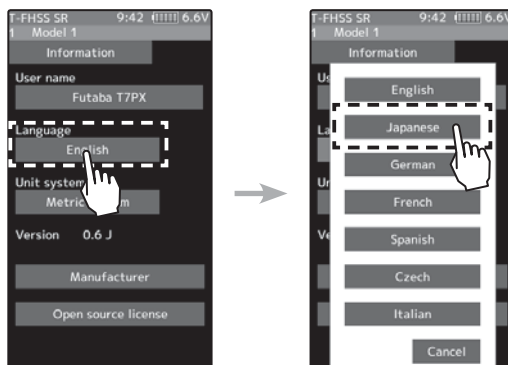 T-FHSS SR 9:42 6.6V
1 Model 1
Information
User name
Futaba T7PX
Language
English
Unit system
Metric
Version 0.6 J
Manufacturer
Open source license
T-FHSS SR 9:42 6.6V
1 Model 1
Information
English
Japanese
German
French
Spanish
Czech
Italian
Cancel